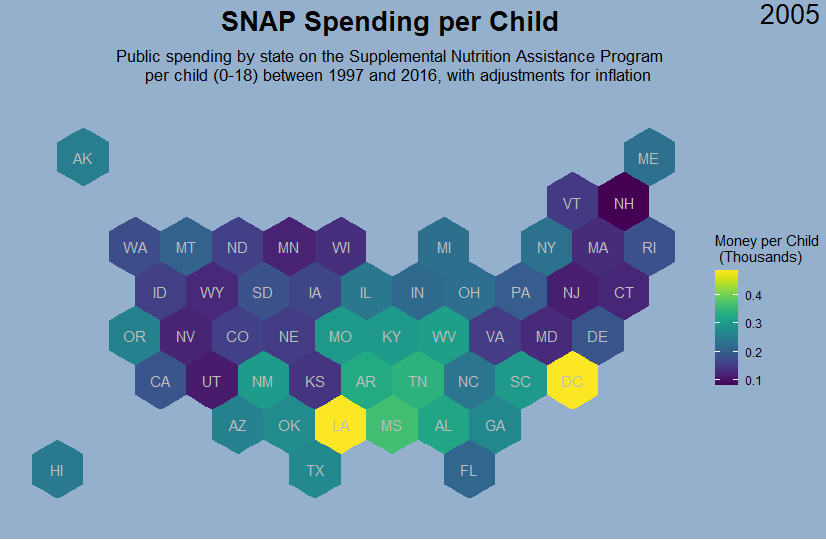 2005
SNAP Spending per Child
Public spending by state on the Supplemental Nutrition Assistance Program
per child (0-18) between 1997 and 2016, with adjustments for inflation
AK
ME
VT
NH
WA
MT
ND
MN
WI
MI
NY
MA
RI
ID
WY
SD
IA
IL
IN
OH
PA
NJ
CT
OR
NV
CO
NE
MO
KY
WV
VA
MD
DE
CA
UT
NM
KS
AR
TN
NC
SC
DC
AZ
OK
LA
MS
AL
GA
HI
TX
FL
Money per Child
(Thousands)
0.4
0.3
0.2
0.1